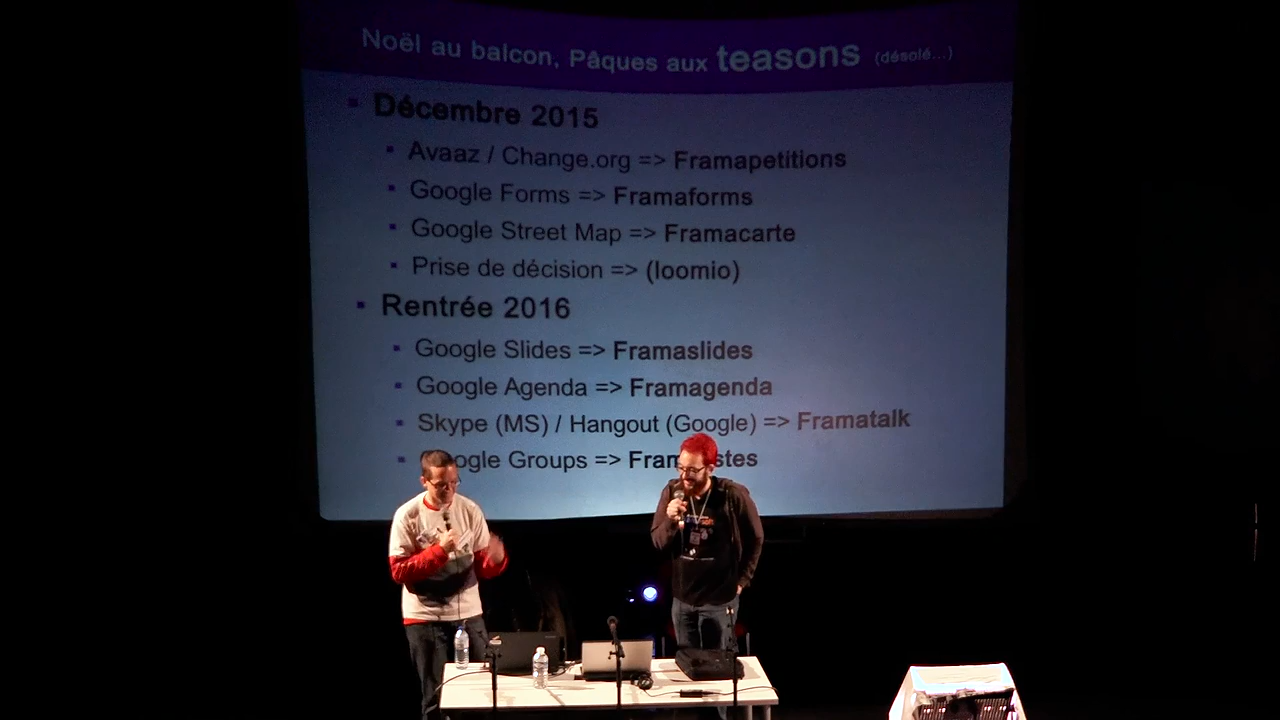 Noël au balcon, Pâques aux teasons (désolé...)
Décembre 2015
Avaaz / Change.org => Framapetitions
Google Forms => Framaforms
Google Street Map => Framacarte
Prise de décision => (loomio)
Rentrée 2016
Google Slides => Framaslides
Google Agenda => Framagenda
Skype (MS) / Hangout (Google) => Framatalk
Groups =>